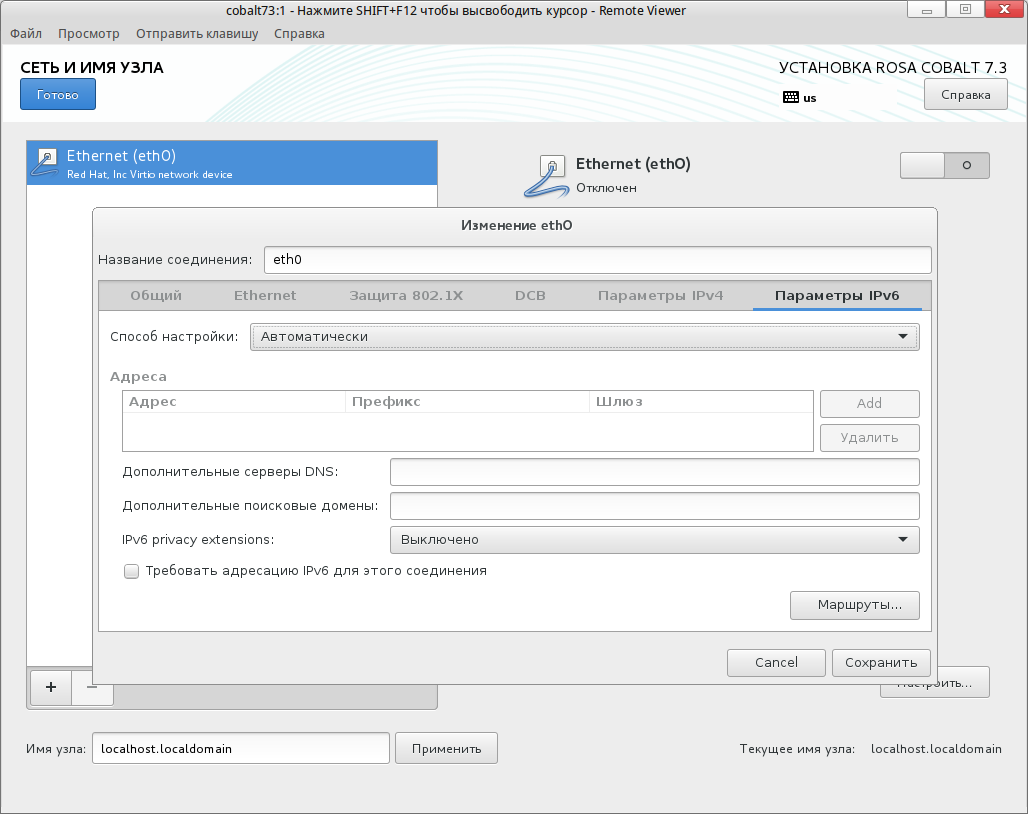 cobalt73:1 - Нажмите SHIFT+F12 чтобы высвободить курсор - Remote Viewer
Файл Просмотр Отправить клавишу Справка
СЕТЬ И ИМЯ УЗЛА
УСТАНОВКА ROSA COBALT 7.3
Готово
us
Справка
Ethernet (eth0)
Red Hat, Inc Virtio network device
Ethernet (eth0)
Отключен
Изменение eth0
Название соединения: eth0
Общий Ethernet Защита 802.1X DCB Параметры IPv4 Параметры IPv6
Способ настройки: Автоматически
Адреса
Адрес Префикс Шлюз
Add
Удалить
Дополнительные серверы DNS:
Дополнительные поисковые домены:
IPv6 privacy extensions: Выключено
Требовать адресацию IPv6 для этого соединения
Маршруты...
Cancel Сохранить
Настроить...
Имя узла: localhost.localdomain Применить
Текущее имя узла: localhost.localdomain